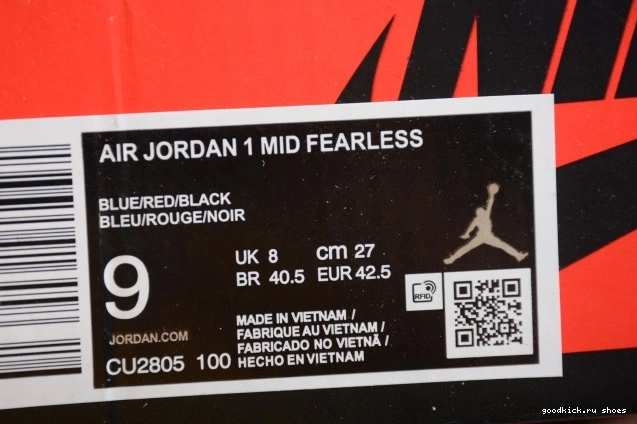 AIR JORDAN 1 MID FEARLESS
BLUE/RED/BLACK
BLEU/ROUGE/NOIR
9
UK 8 cm 27
BR 40.5 EUR 42.5
RFID
JORDAN.COM
CU2805 100
MADE IN VIETNAM /
FABRIQUE AU VIETNAM /
FABRICADO NO VIETNÃ /
HECHO EN VIETNAM
goodkick.ru shoes